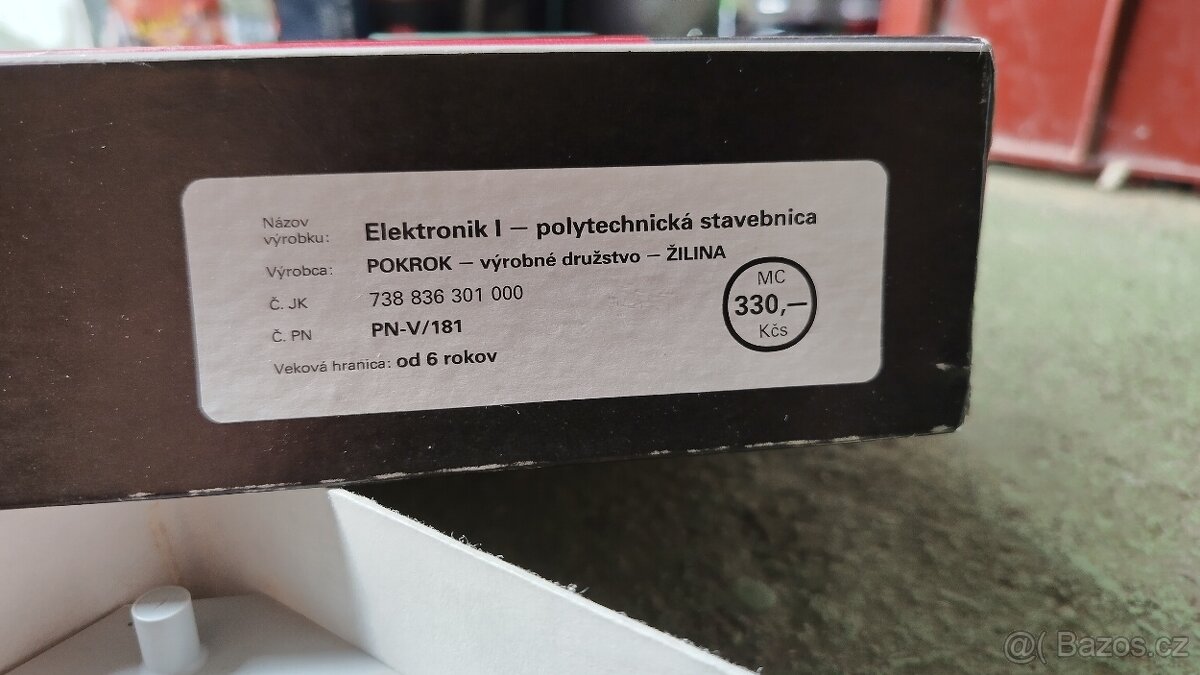 Názov
výrobku: Elektronik I — polytechnická stavebnica
Výrobca: POKROK — výrobné družstvo — ŽILINA
Č. JK 738 836 301 000
Č. PN PN-V/181
Veková hranica: od 6 rokov
MC
330,—
Kčs
@( Bazos.cz